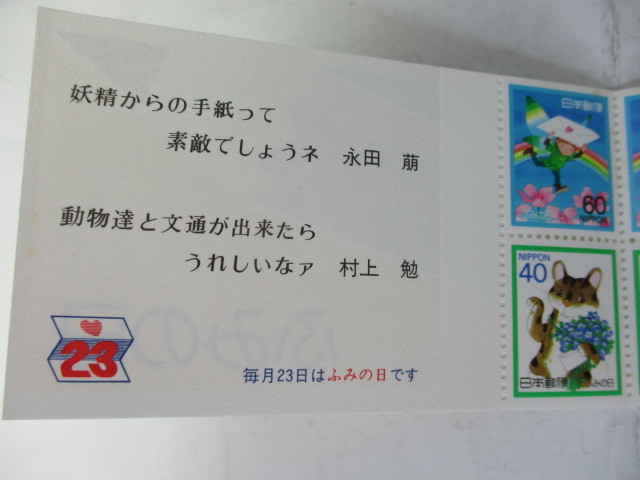 妖精からの手紙って
素敵でしょうネ 永田 萠
動物達と文通が出来たら
うれしいなァ 村上 勉
23
毎月23日はふみの日です
日本郵便
60
NIPPON
40
日本郵便 ふみの日